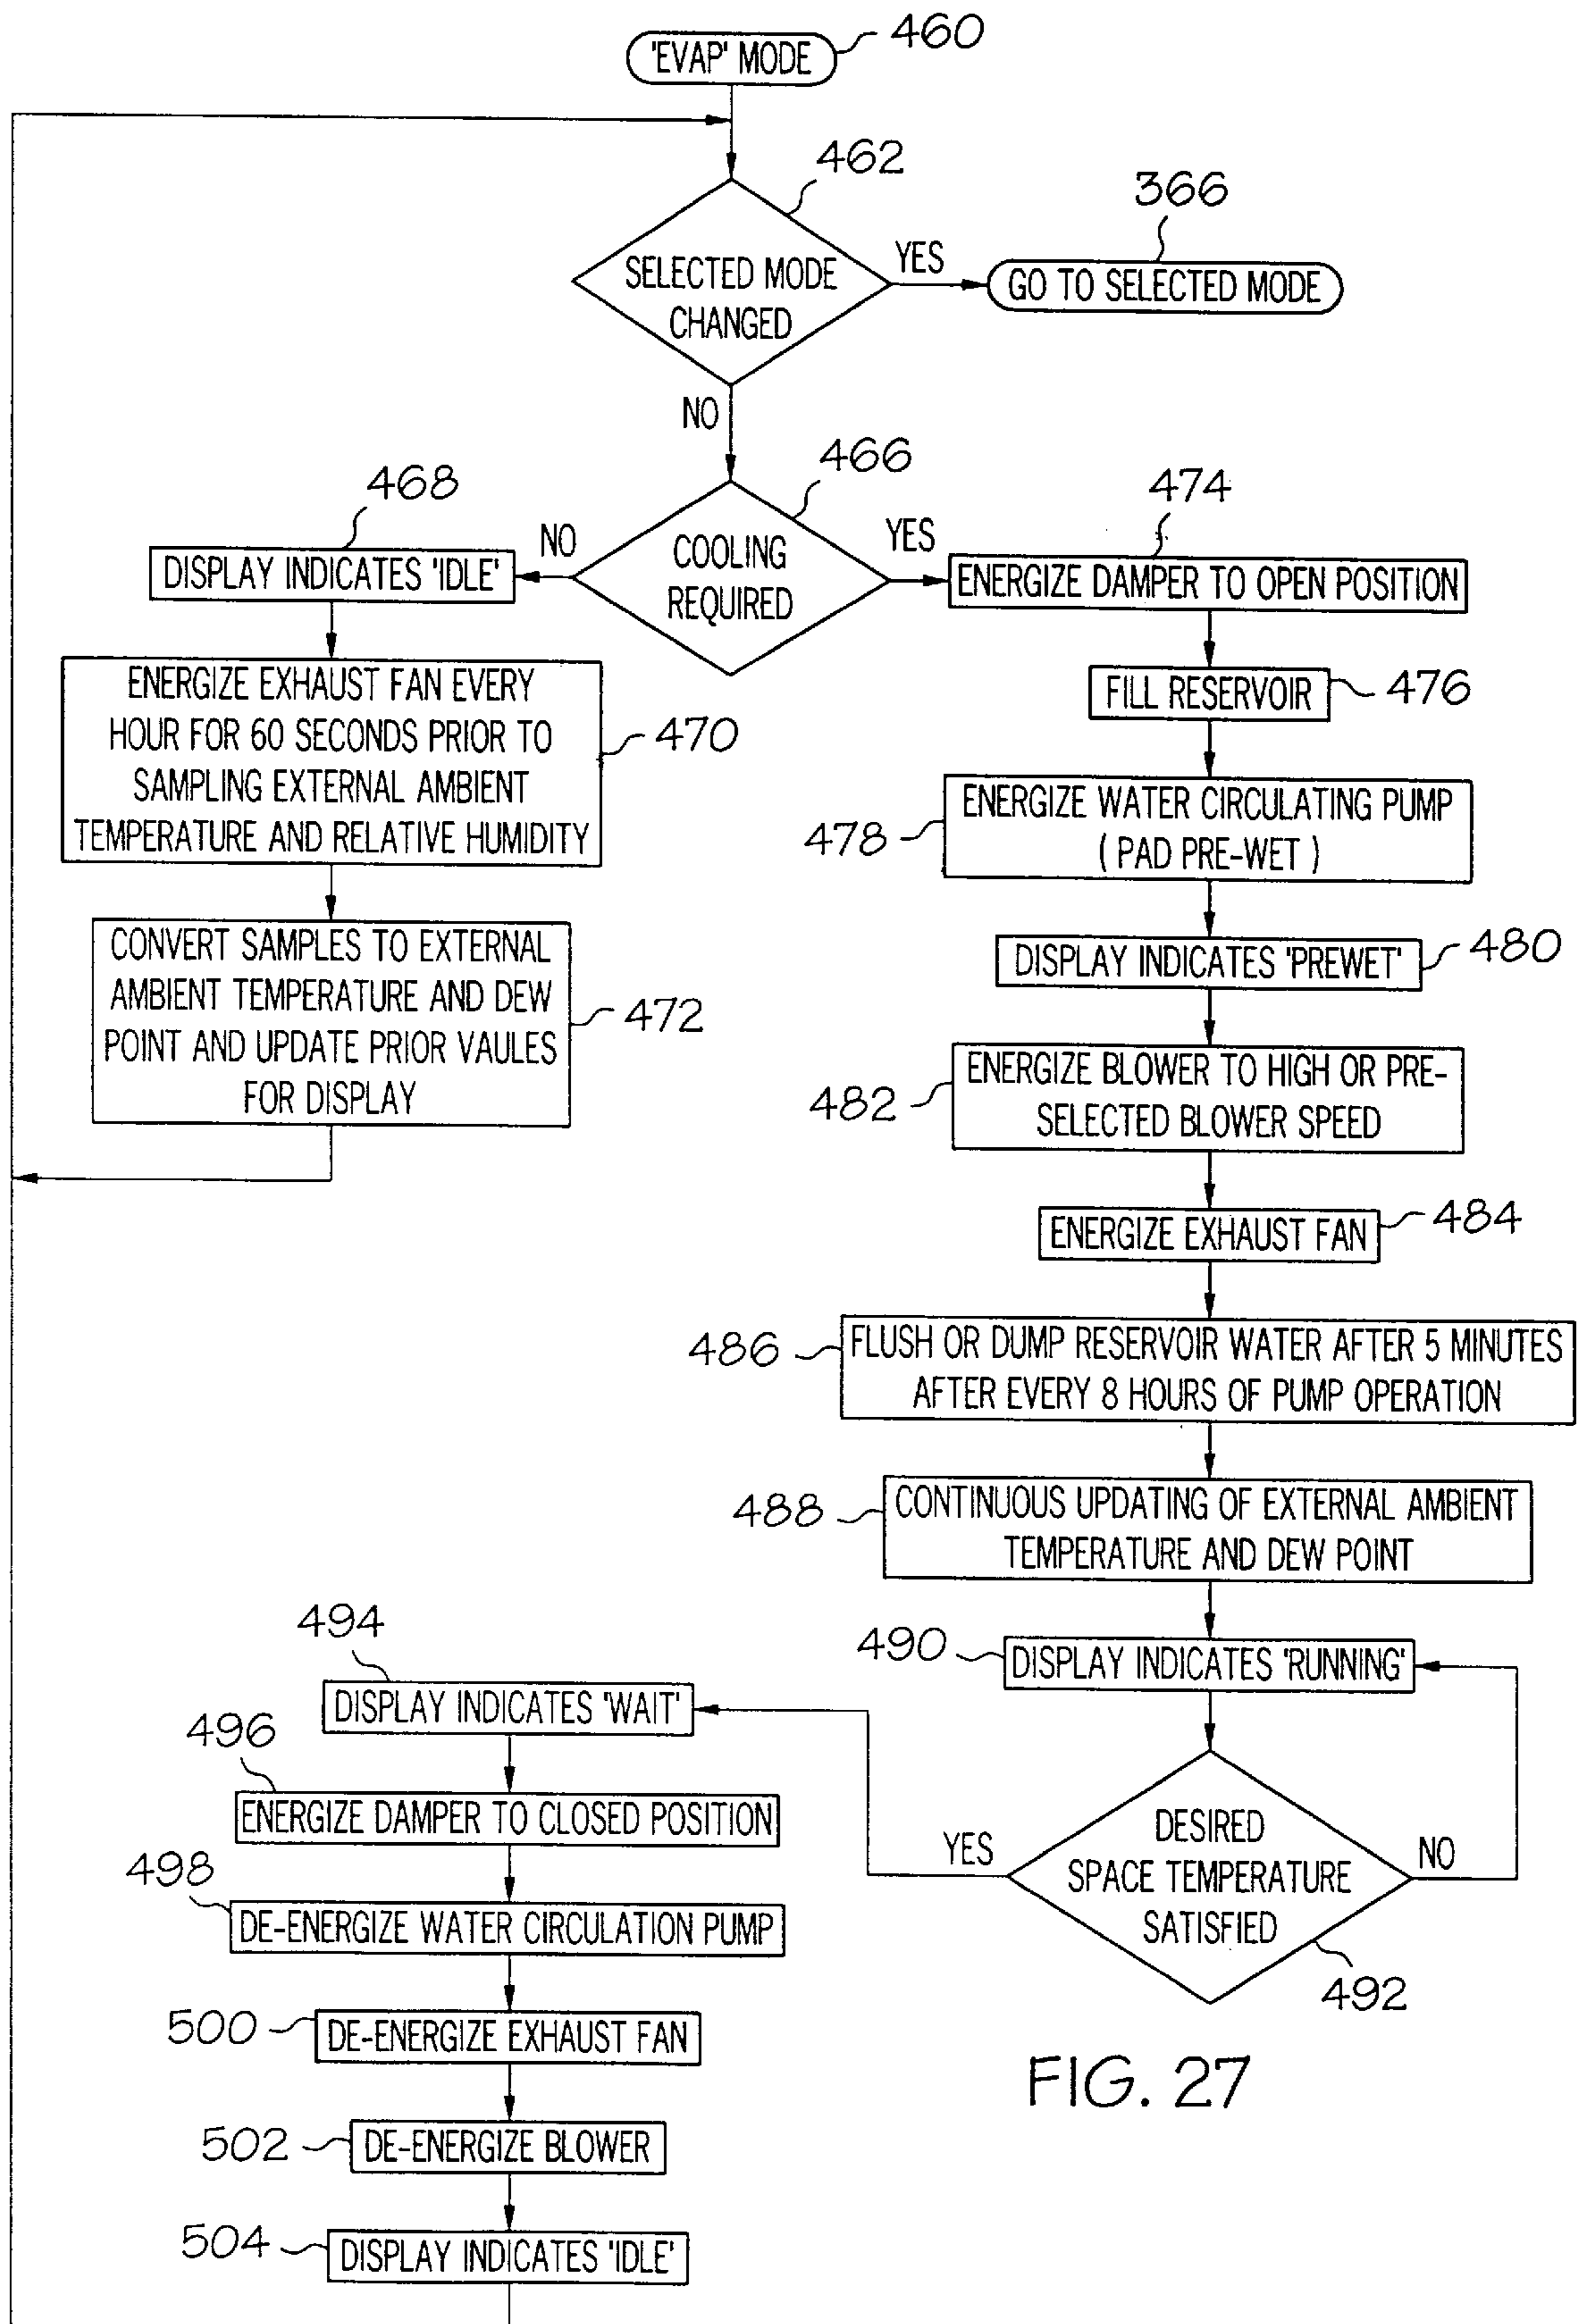 'EVAP' MODE
460
462
366
SELECTED MODE
CHANGED
YES
GO TO SELECTED MODE
NO
466
468
474
NO
COOLING
REQUIRED
YES
DISPLAY INDICATES 'IDLE'
ENERGIZE DAMPER TO OPEN POSITION
ENERGIZE EXHAUST FAN EVERY
HOUR FOR 60 SECONDS PRIOR TO
SAMPLING EXTERNAL AMBIENT
TEMPERATURE AND RELATIVE HUMIDITY
470
FILL RESERVOIR
476
478
ENERGIZE WATER CIRCULATING PUMP
( PAD PRE-WET )
CONVERT SAMPLES TO EXTERNAL
AMBIENT TEMPERATURE AND DEW
POINT AND UPDATE PRIOR VAULES
FOR DISPLAY
472
DISPLAY INDICATES 'PREWET'
480
482
ENERGIZE BLOWER TO HIGH OR PRE-
SELECTED BLOWER SPEED
ENERGIZE EXHAUST FAN
484
486
FLUSH OR DUMP RESERVOIR WATER AFTER 5 MINUTES
AFTER EVERY 8 HOURS OF PUMP OPERATION
488
CONTINUOUS UPDATING OF EXTERNAL AMBIENT
TEMPERATURE AND DEW POINT
490
DISPLAY INDICATES 'RUNNING'
DESIRED
SPACE TEMPERATURE
SATISFIED
YES
NO
492
494
DISPLAY INDICATES 'WAIT'
496
ENERGIZE DAMPER TO CLOSED POSITION
498
DE-ENERGIZE WATER CIRCULATION PUMP
500
DE-ENERGIZE EXHAUST FAN
502
DE-ENERGIZE BLOWER
504
DISPLAY INDICATES 'IDLE'
FIG. 27